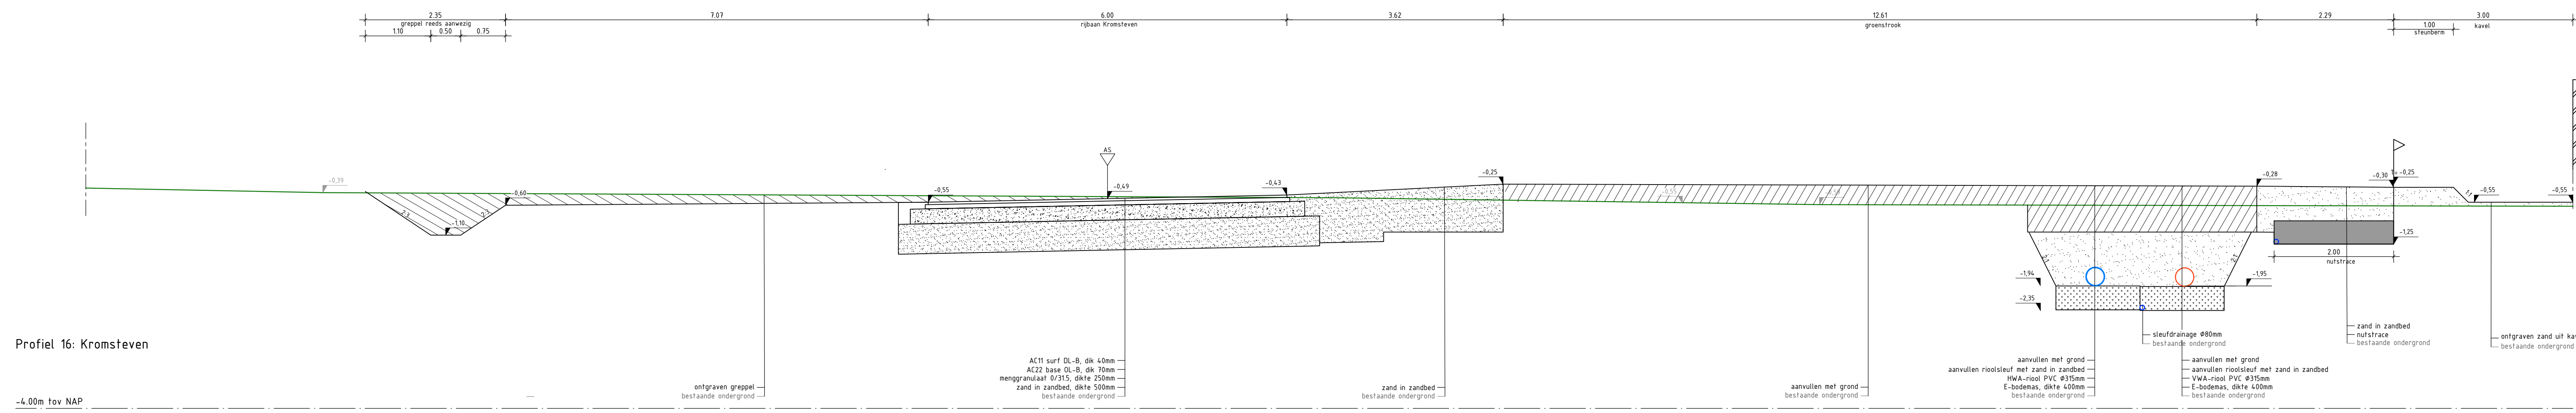 2.35
7.07
6.00
3.62
12.61
2.29
3.00
greppel reeds aanwezig
rijbaan Kromsteven
groenstrook
kavel
1.10
0.50
0.75
1.00
steunberm
AS
-0,39
-0,60
-1,10
2:3
2:3
-0,55
-0,49
-0,43
-0,25
-0,55
-0,28
-0,30
-0,25
-0,55
-0,55
-1,25
2.00
nutstrace
2:1
-1,94
-1,95
-2,35
Profiel 16: Kromsteven
-4.00m tov NAP
ontgraven greppel
bestaande ondergrond
AC11 surf DL-B, dik 40mm
AC22 base OL-B, dik 70mm
menggranulaat 0/31.5, dikte 250mm
zand in zandbed, dikte 500mm
bestaande ondergrond
zand in zandbed
bestaande ondergrond
aanvullen met grond
bestaande ondergrond
aanvullen met grond
aanvullen rioolsleuf met zand in zandbed
HWA-riool PVC Ø315mm
E-bodemas, dikte 400mm
bestaande ondergrond
sleufdrainage Ø80mm
bestaande ondergrond
aanvullen met grond
aanvullen rioolsleuf met zand in zandbed
VWA-riool PVC Ø315mm
E-bodemas, dikte 400mm
bestaande ondergrond
zand in zandbed
nutstrace
bestaande ondergrond
ontgraven zand uit ka
bestaande ondergrond